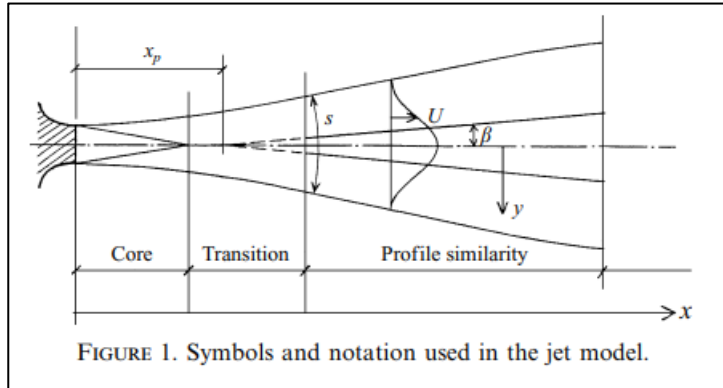 x_p
s
U
β
y
Core Transition Profile similarity
x
FIGURE 1. Symbols and notation used in the jet model.